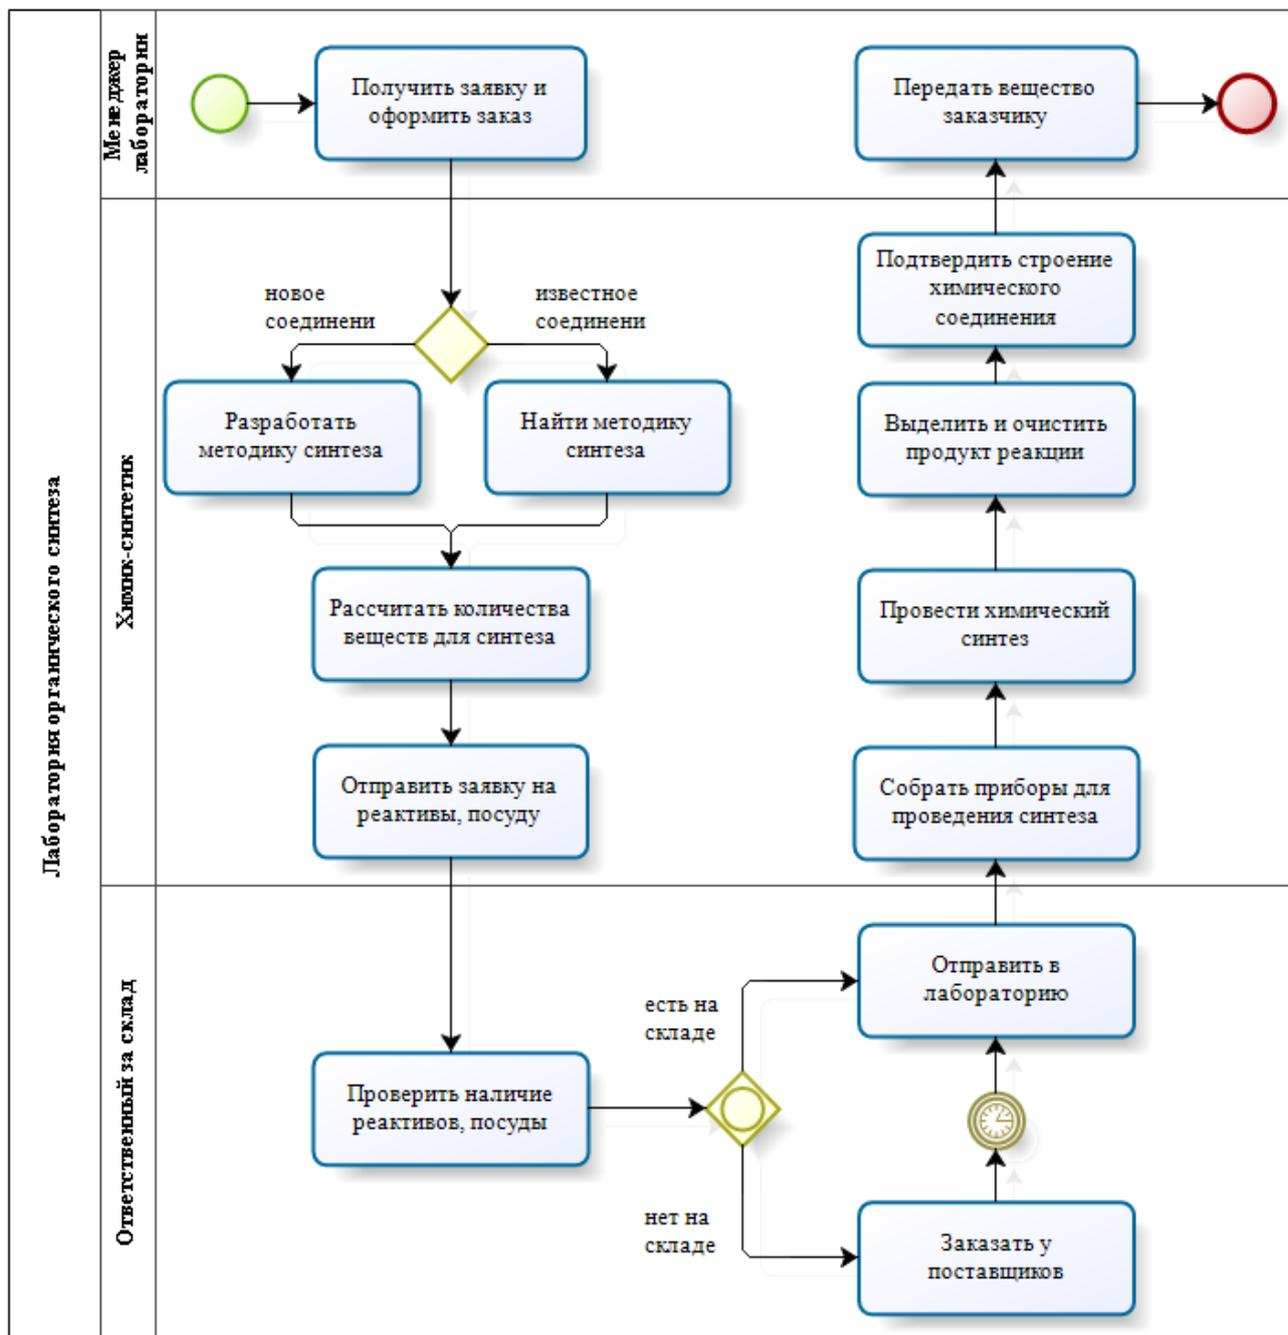 Лаборатория органического синтеза
Менеджер
лаборатории
Получить заявку и
оформить заказ
Передать вещество
заказчику
Химик-синтетик
новое
соединени
известное
соединени
Разработать
методику синтеза
Найти методику
синтеза
Рассчитать количества
веществ для синтеза
Отправить заявку на
реактивы, посуду
Подтвердить строение
химического
соединения
Выделить и очистить
продукт реакции
Провести химический
синтез
Собрать приборы для
проведения синтеза
Ответственный за склад
Проверить наличие
реактивов, посуды
есть на
складе
нет на
складе
Отправить в
лабораторию
Заказать у
поставщиков